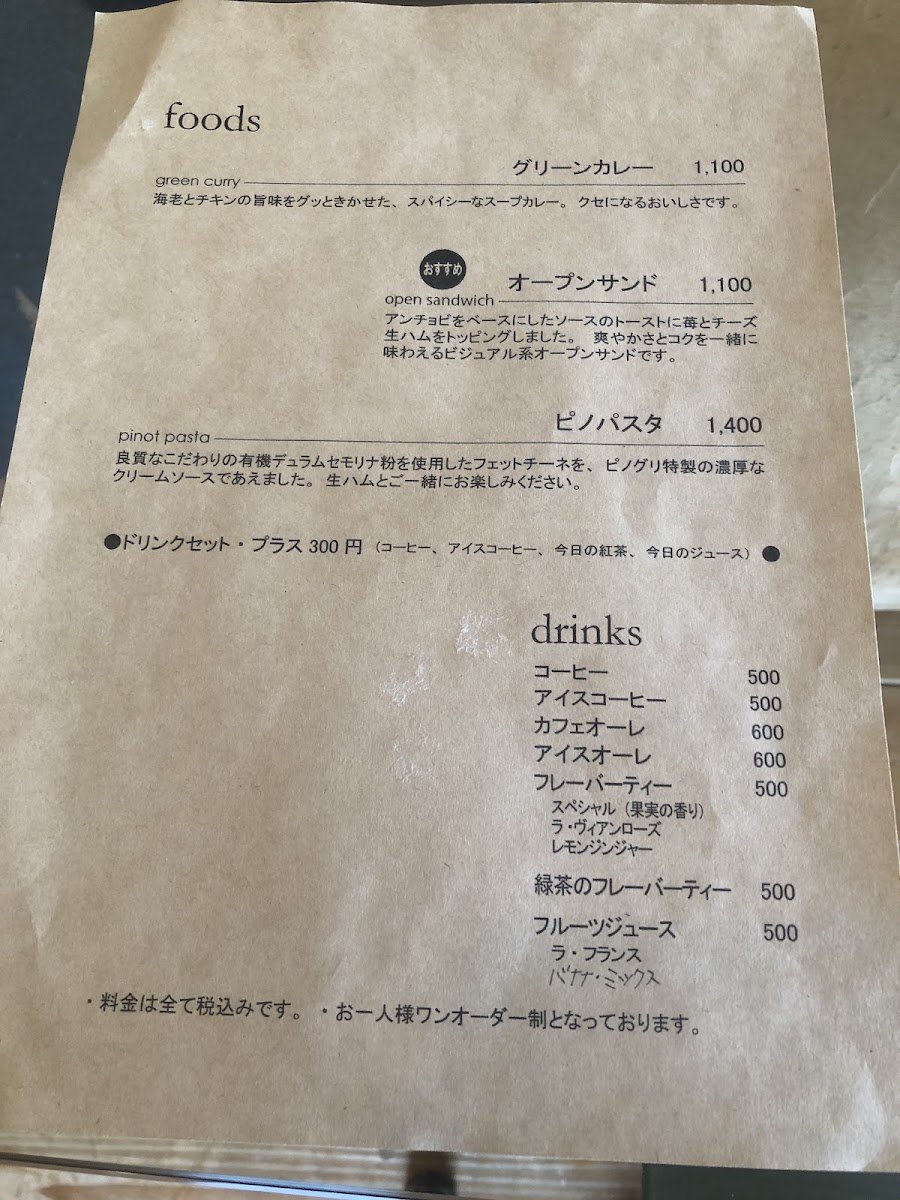 foods
グリーンカレー 1,100
green curry
海老とチキンの旨味をグッときかせた、スパイシーなスープカレー。クセになるおいしさです。
おすすめ
オープンサンド 1,100
open sandwich
アンチョビをベースにしたソースのトーストに苺とチーズ
生ハムをトッピングしました。 爽やかさとコクを一緒に
味わえるビジュアル系オープンサンドです。
ピノパスタ 1,400
pinot pasta
良質なこだわりの有機デュラムセモリナ粉を使用したフェットチーネを、ピノグリ特製の濃厚な
クリームソースであえました。生ハムとご一緒にお楽しみください。
●ドリンクセット・プラス 300 円 （コーヒー、アイスコーヒー、今日の紅茶、今日のジュース） ●
drinks
コーヒー 500
アイスコーヒー 500
カフェオーレ 600
アイスオーレ 600
フレーバーティー 500
スペシャル（果実の香り）
ラ・ヴィアンローズ
レモンジンジャー
緑茶のフレーバーティー 500
フルーツジュース 500
ラ・フランス
バナナ・ミックス
・料金は全て税込みです。 ・お一人様ワンオーダー制となっております。